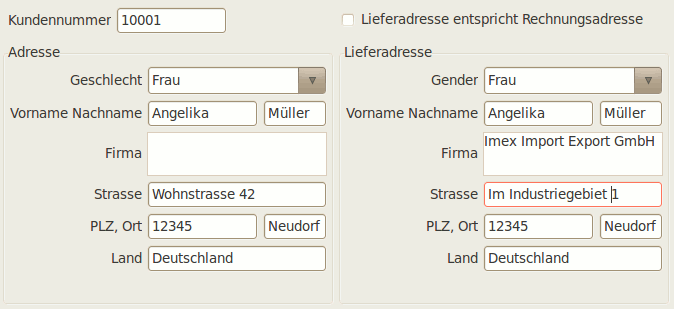 Kundennummer 10001
Lieferadresse entspricht Rechnungsadresse
Adresse
Geschlecht Frau
Vorname Nachname Angelika Müller
Firma
Strasse Wohnstrasse 42
PLZ, Ort 12345 Neudorf
Land Deutschland
Lieferadresse
Gender Frau
Vorname Nachname Angelika Müller
Firma Imex Import Export GmbH
Strasse Im Industriegebiet 1
PLZ, Ort 12345 Neudorf
Land Deutschland